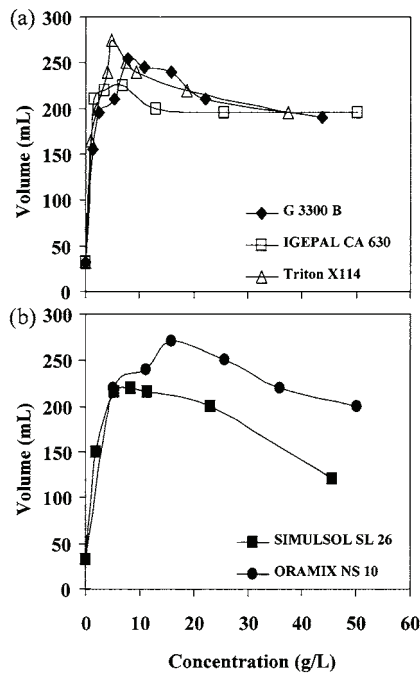 (a)
300
250
200
150
100
50
0
Volume (mL)
G 3300 B
IGEPAL CA 630
Triton X114
(b)
300
250
200
150
100
50
0
Volume (mL)
SIMULSOL SL 26
ORAMIX NS 10
0 10 20 30 40 50 60
Concentration (g/L)